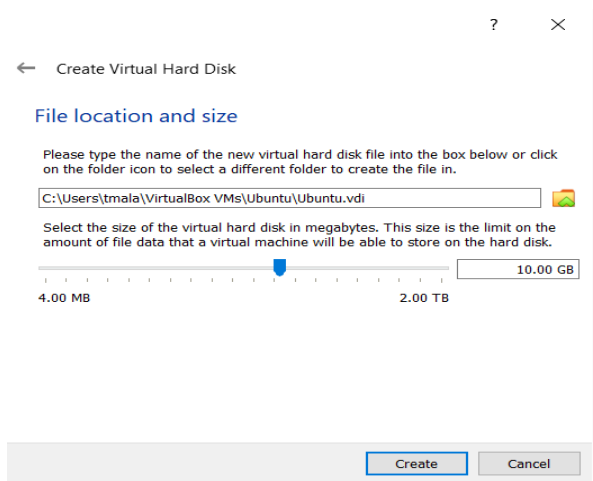 ?
Create Virtual Hard Disk
File location and size
Please type the name of the new virtual hard disk file into the box below or click
on the folder icon to select a different folder to create the file in.
C:\Users\tmala\VirtualBox VMs\Ubuntu\Ubuntu.vdi
Select the size of the virtual hard disk in megabytes. This size is the limit on the
amount of file data that a virtual machine will be able to store on the hard disk.
10.00 GB
4.00 MB 2.00 TB
Create Cancel